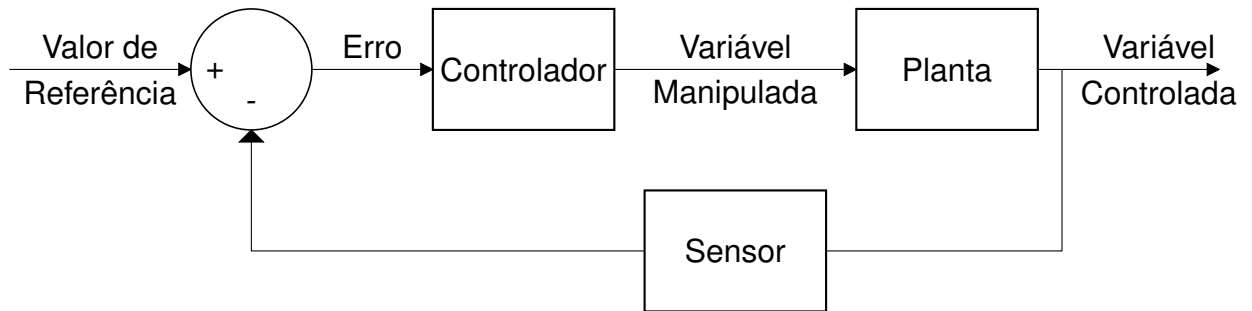 Valor de
Referência
+
-
Erro
Controlador
Variável
Manipulada
Planta
Variável
Controlada
Sensor